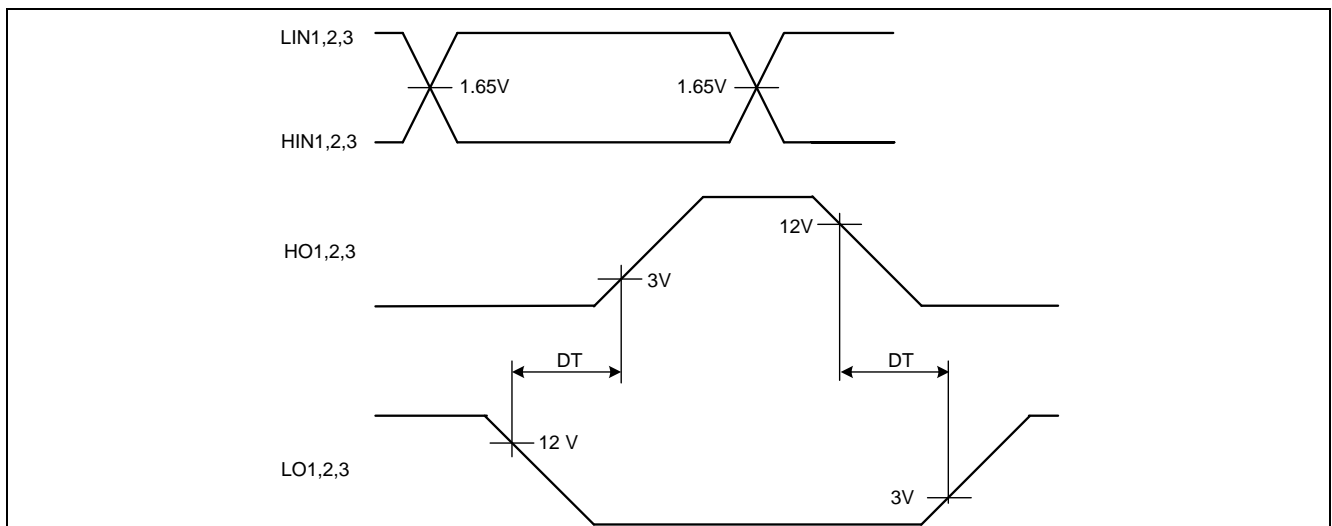 LIN1,2,3
1.65V
1.65V
HIN1,2,3
12V
HO1,2,3
3V
DT
DT
12 V
LO1,2,3
3V